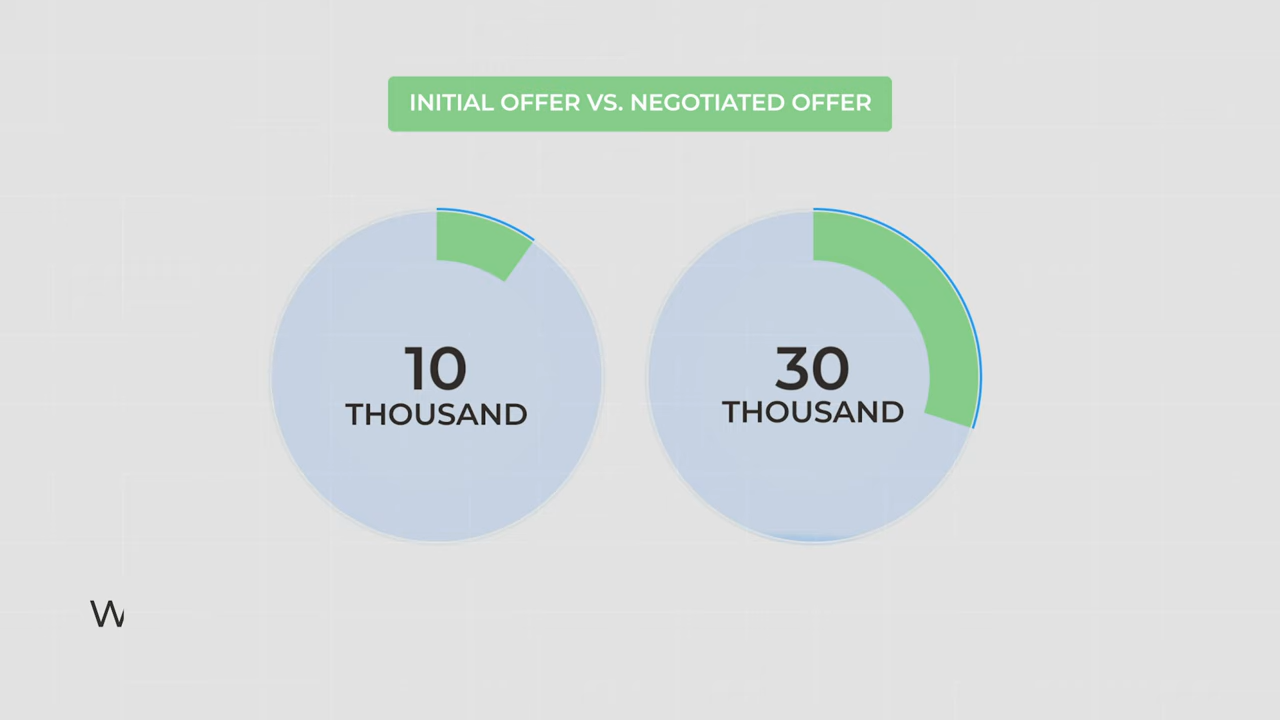 INITIAL OFFER VS. NEGOTIATED OFFER
10
THOUSAND
30
THOUSAND
W